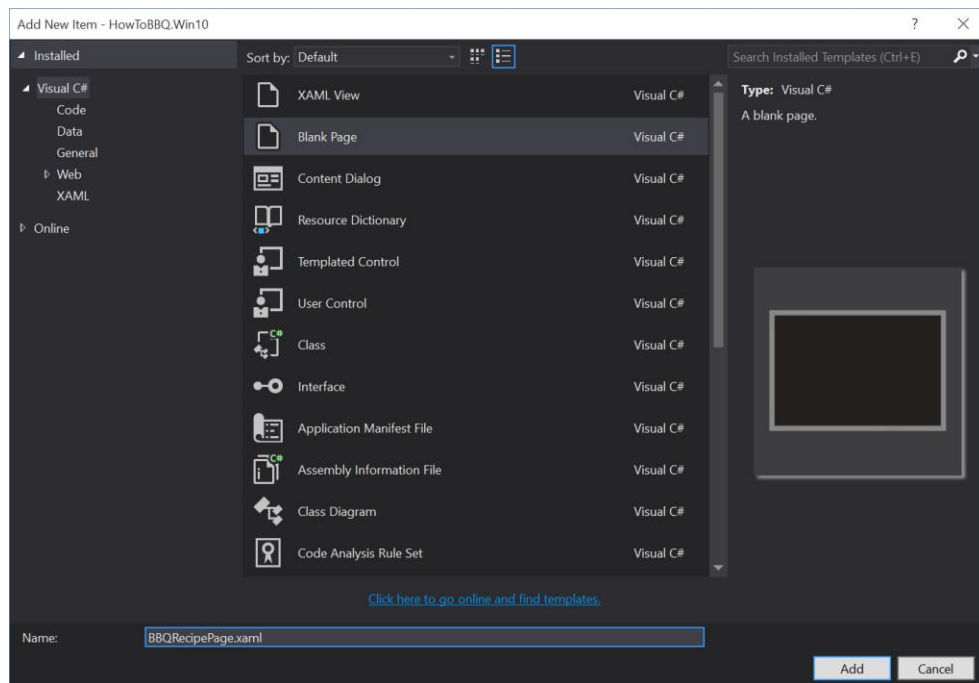 Add New Item - HowToBBQ.Win10
?
Installed
Sort by: Default
Search Installed Templates (Ctrl+E)
Visual C#
Code
Data
General
Web
XAML
Online
XAML View Visual C#
Blank Page Visual C#
Content Dialog Visual C#
Resource Dictionary Visual C#
Templated Control Visual C#
User Control Visual C#
C#
Class Visual C#
Interface Visual C#
Application Manifest File Visual C#
C#
Assembly Information File Visual C#
Class Diagram Visual C#
Code Analysis Rule Set Visual C#
Type: Visual C#
A blank page.
Click here to go online and find templates.
Name: BBQRecipePage.xaml
Add Cancel